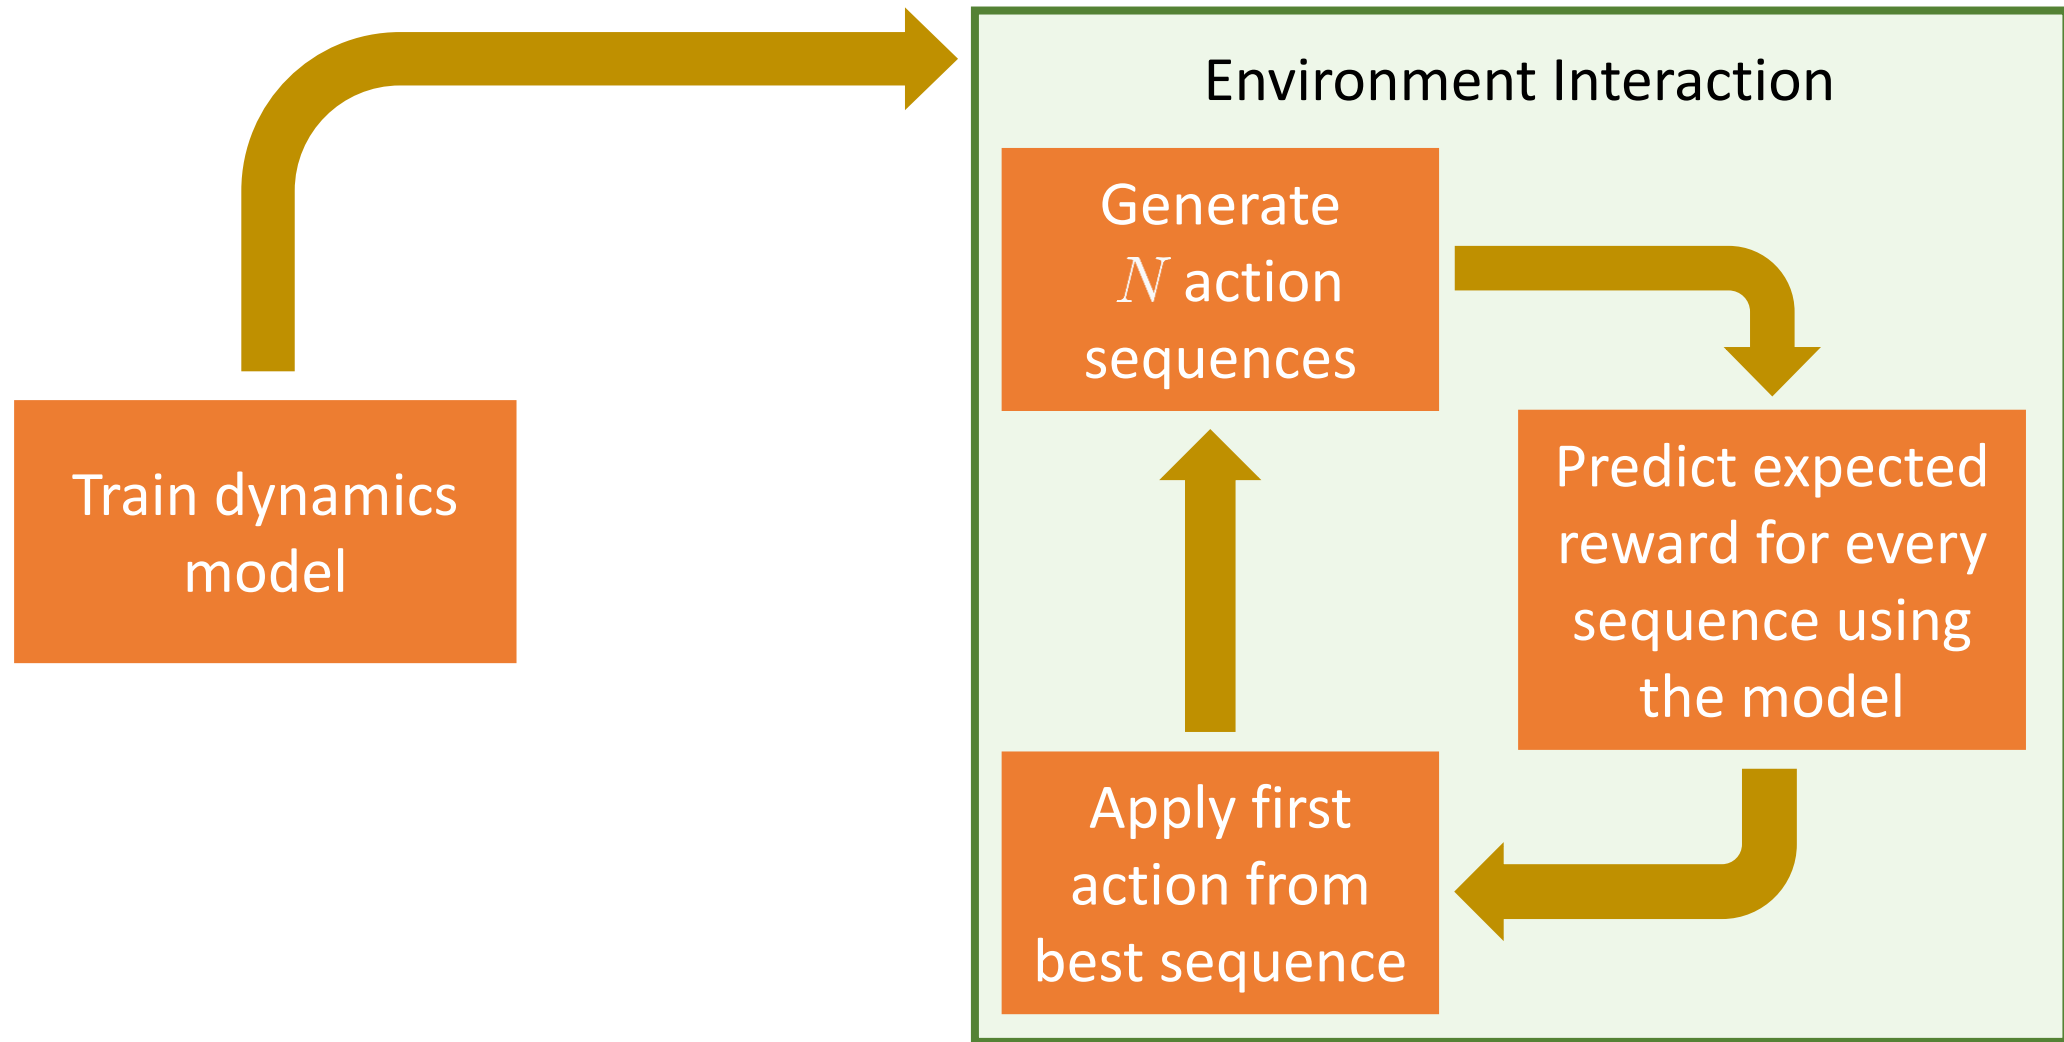 Environment Interaction
Generate
N action
sequences
Train dynamics
model
Predict expected
reward for every
sequence using
the model
Apply first
action from
best sequence